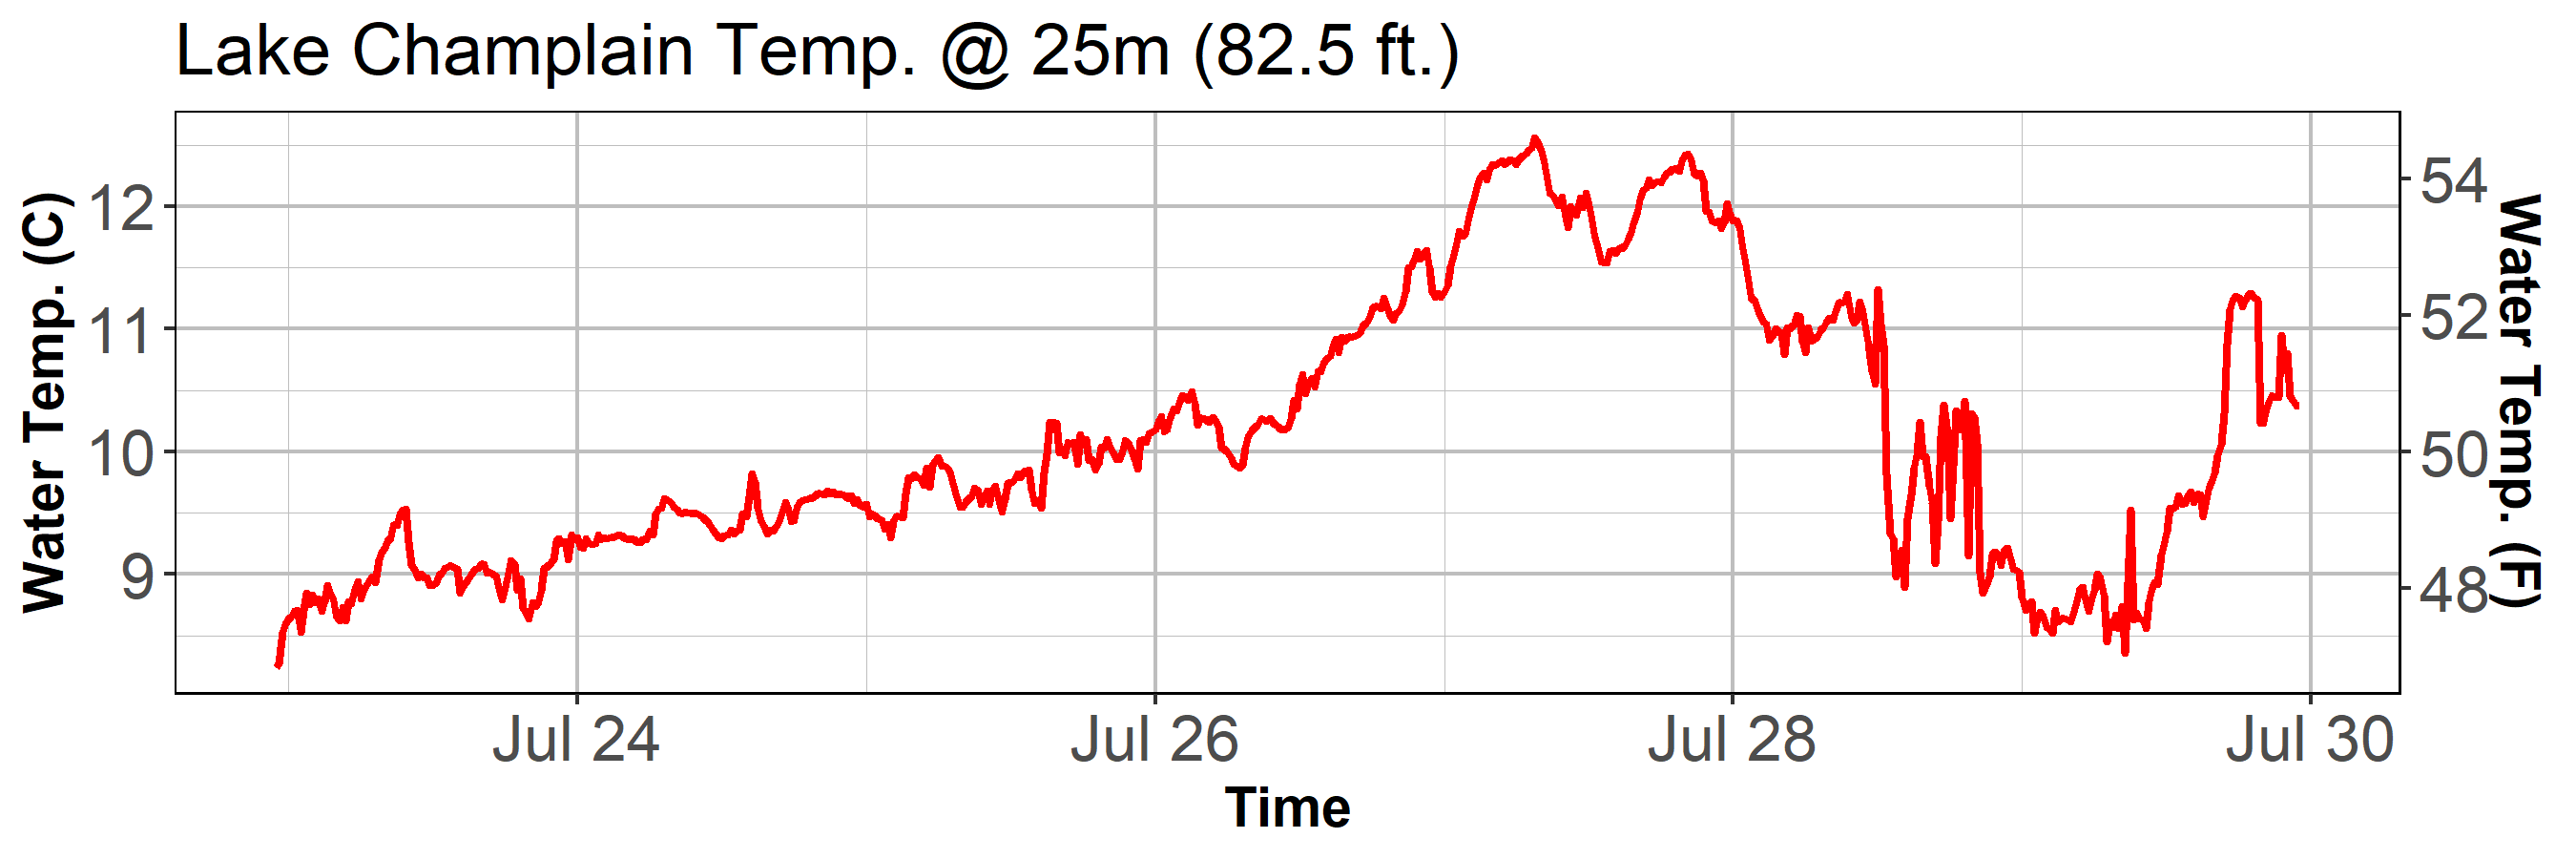 Lake Champlain Temp. @ 25m (82.5 ft.)
Water Temp. (C)
12
11
10
9
54
52
50
48
Water Temp. (F)
Jul 24 Jul 26 Jul 28 Jul 30
Time